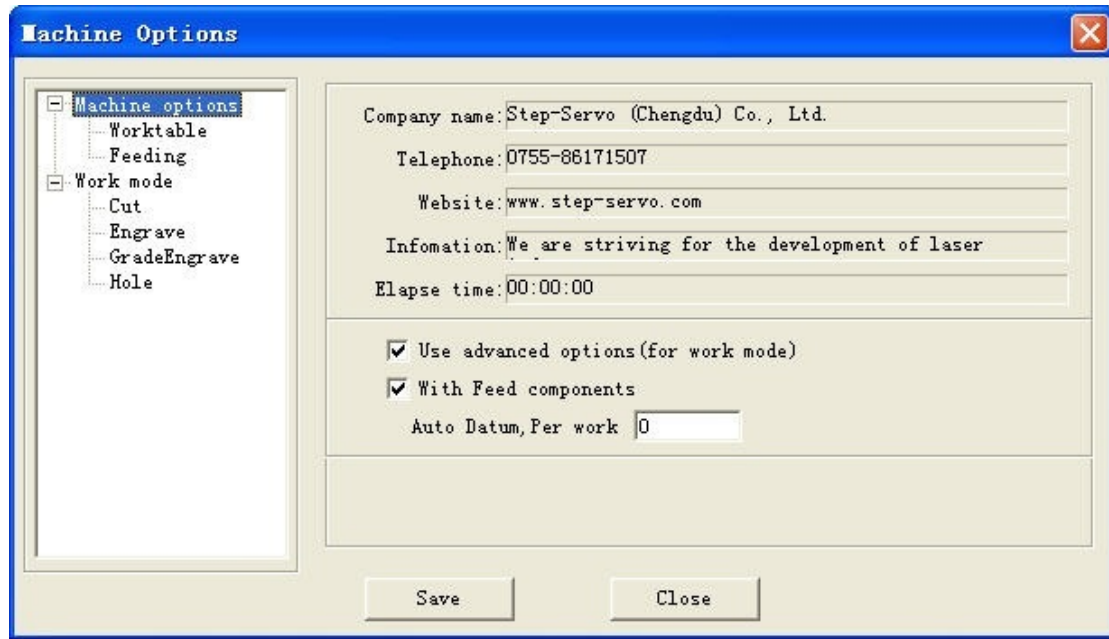 Machine Options
Machine options
Worktable
Feeding
Work mode
Cut
Engrave
GradeEngrave
Hole
Company name: Step-Servo (Chengdu) Co., Ltd.
Telephone: 0755-86171507
Website: www.step-servo.com
Infomation: We are striving for the development of laser
Elapse time: 00:00:00
Use advanced options(for work mode)
With Feed components
Auto Datum,Per work 0
Save Close